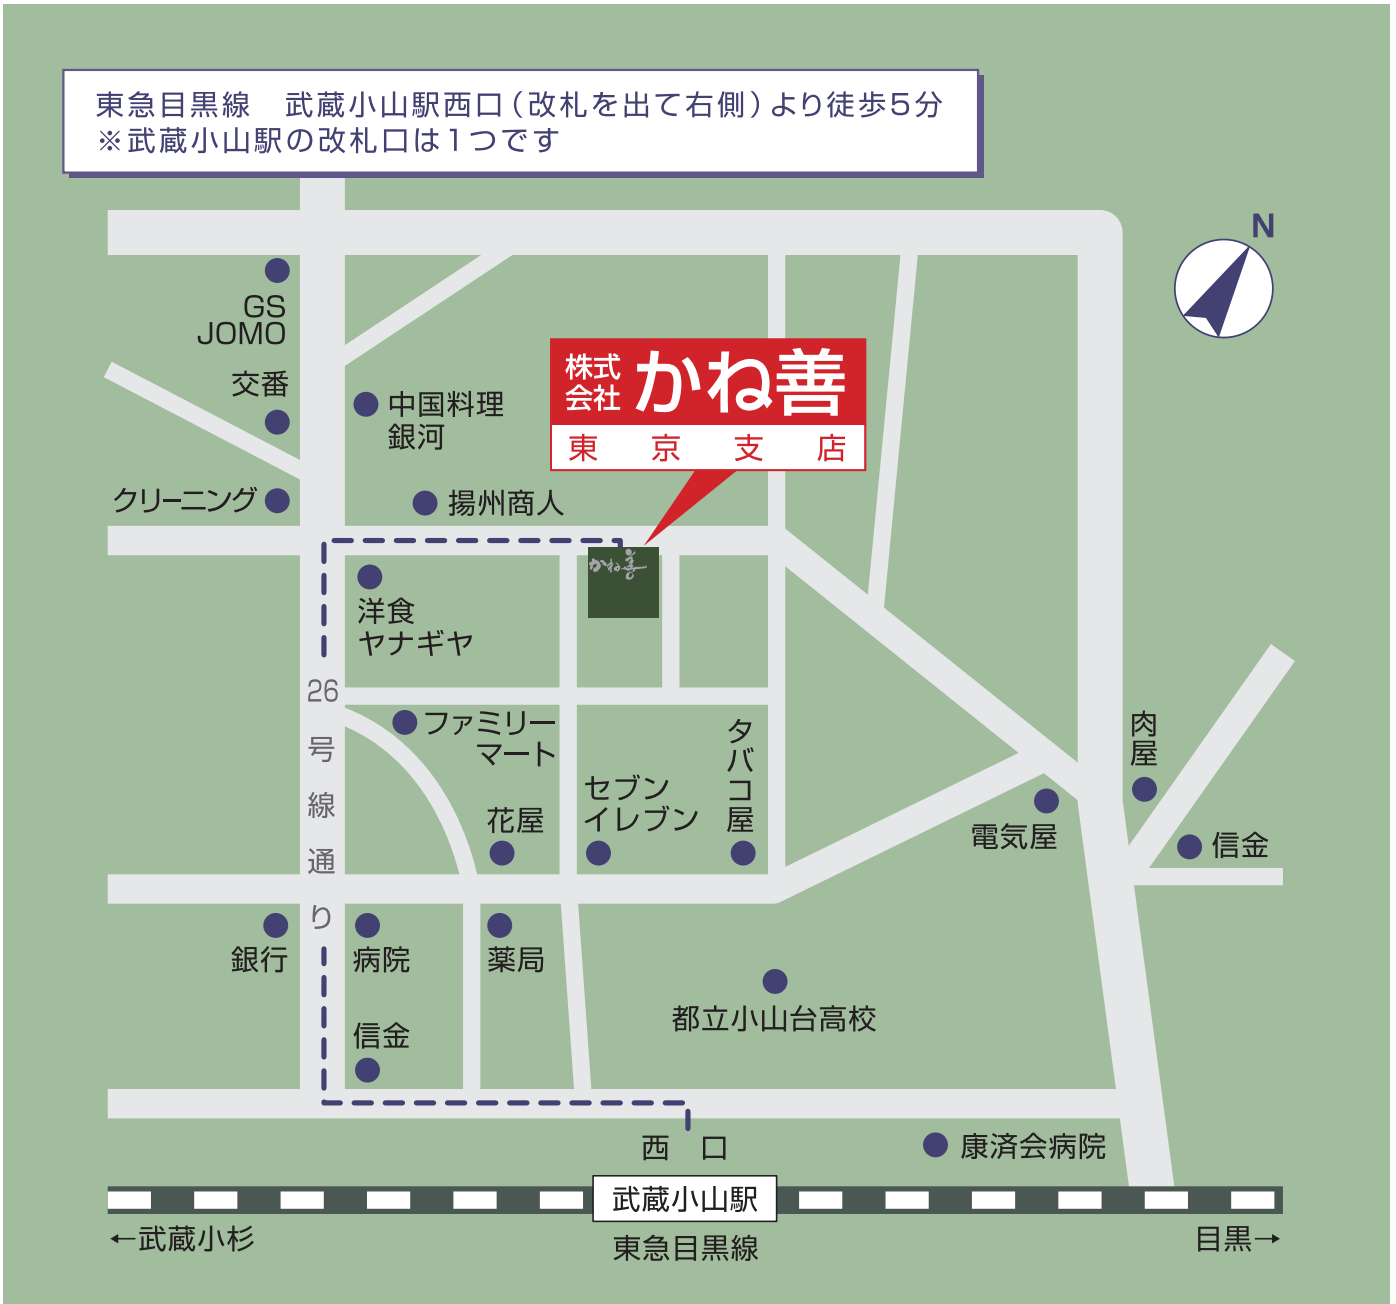 東急目黒線　武蔵小山駅西口（改札を出て右側）より徒歩5分
※武蔵小山駅の改札口は1つです
N
GS
JOMO
交番
中国料理
銀河
株式
会社
かね善
東京支店
クリーニング
揚州商人
かね善
洋食
ヤナギヤ
26号線通り
ファミリー
マート
花屋
セブン
イレブン
タバコ屋
電気屋
肉屋
信金
銀行
病院
薬局
信金
都立小山台高校
西口
康済会病院
武蔵小山駅
東急目黒線
←武蔵小杉
目黒→